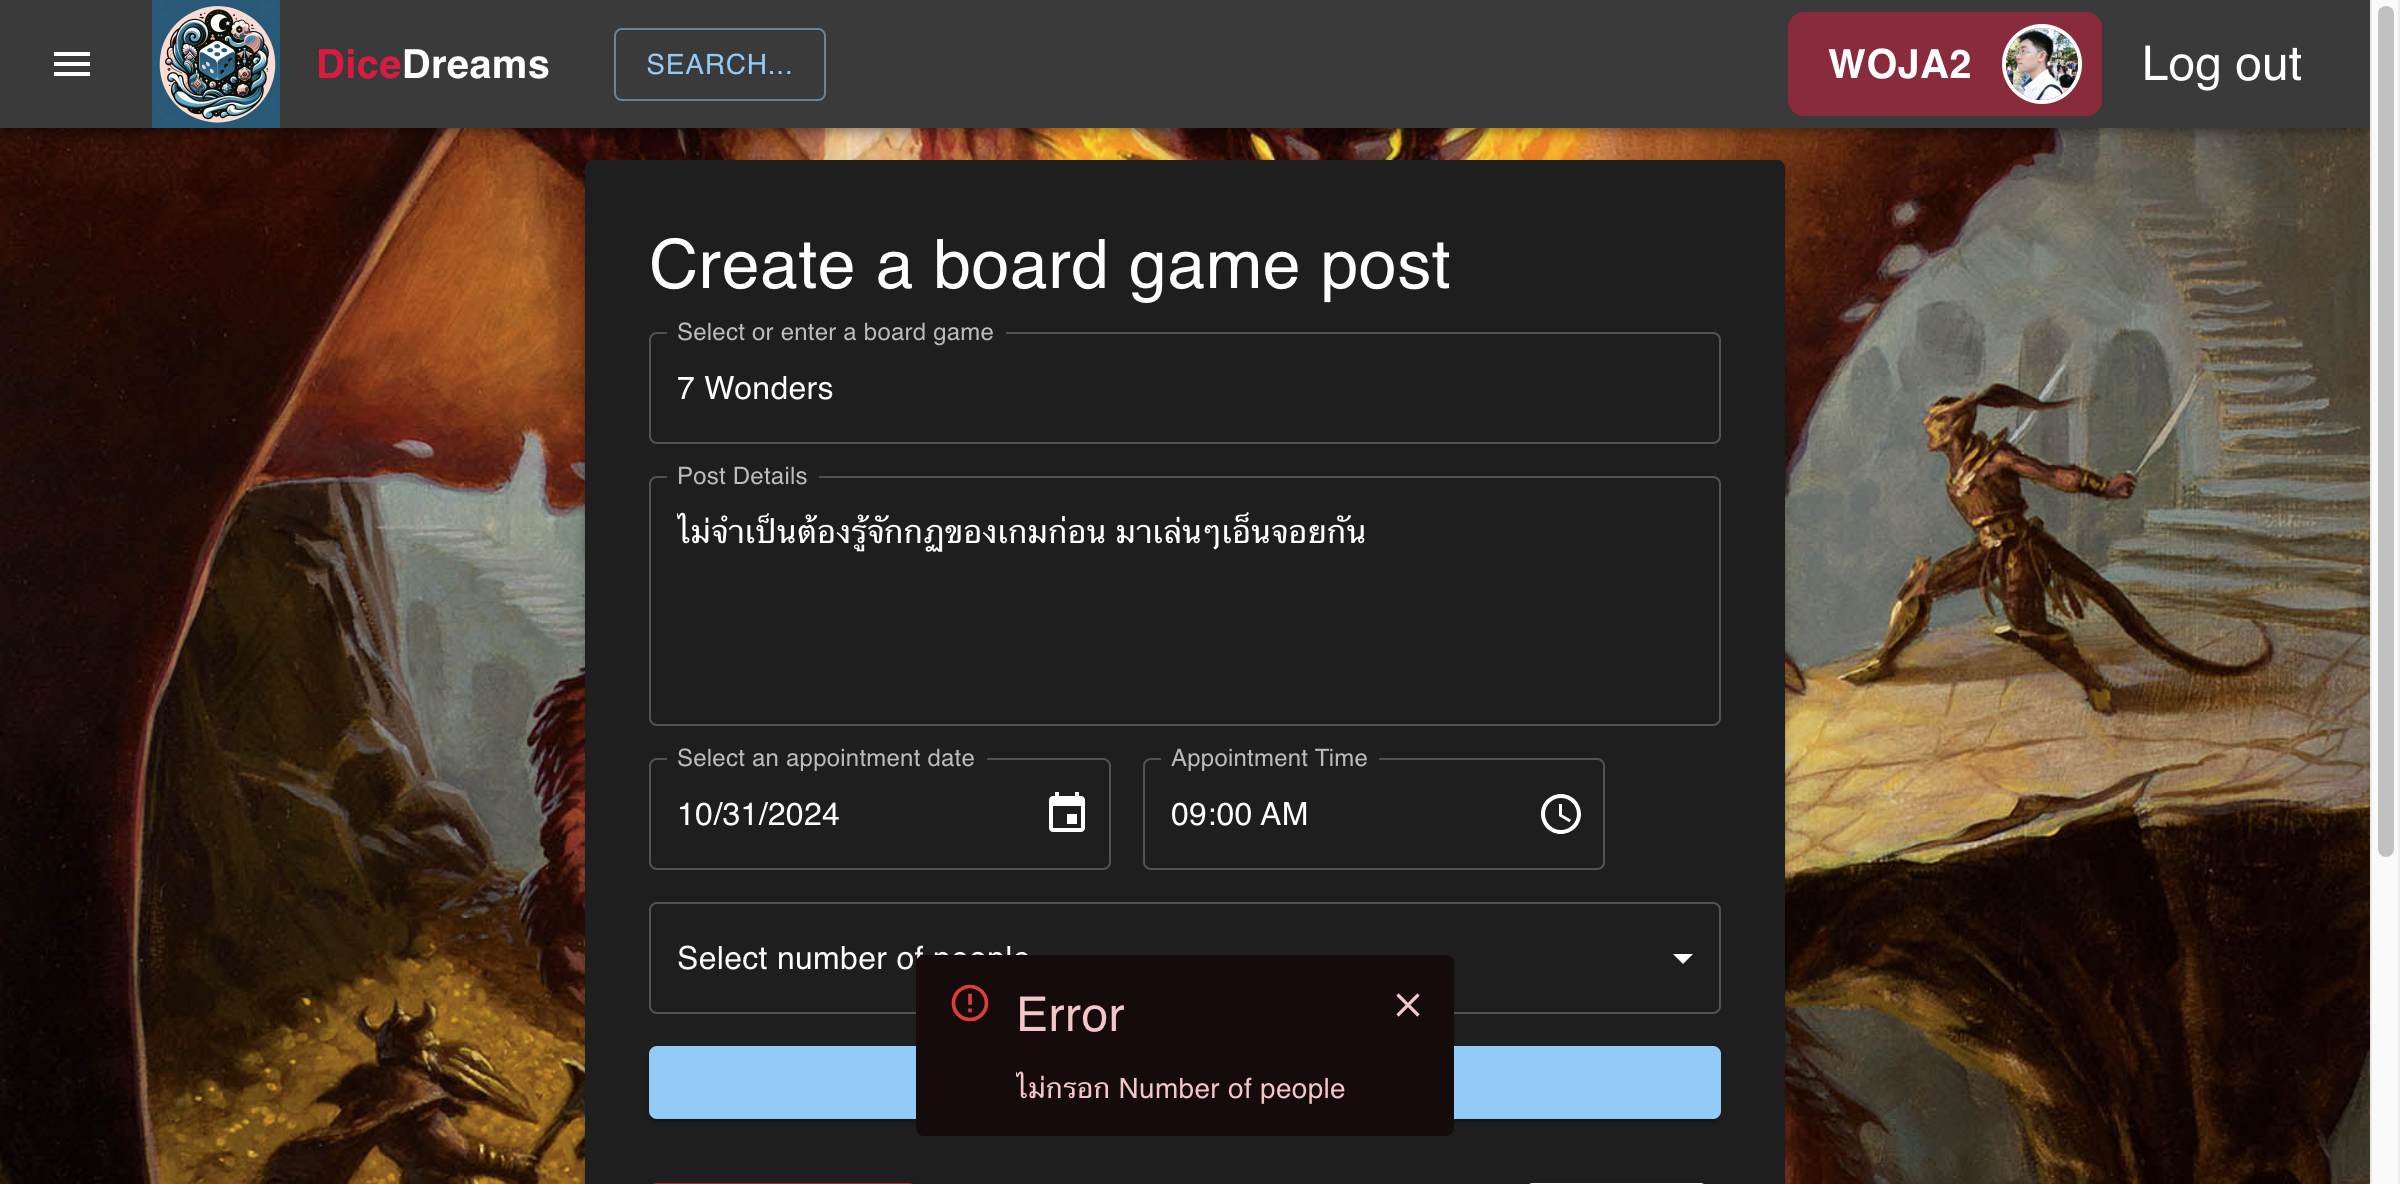 DiceDreams
SEARCH...
WOJA2
Log out
Create a board game post
Select or enter a board game
7 Wonders
Post Details
ไม่จำเป็นต้องรู้จักกฏของเกมก่อน มาเล่นๆเอ็นจอยกัน
Select an appointment date
10/31/2024
Appointment Time
09:00 AM
Select number of people
Error
ไม่กรอก Number of people